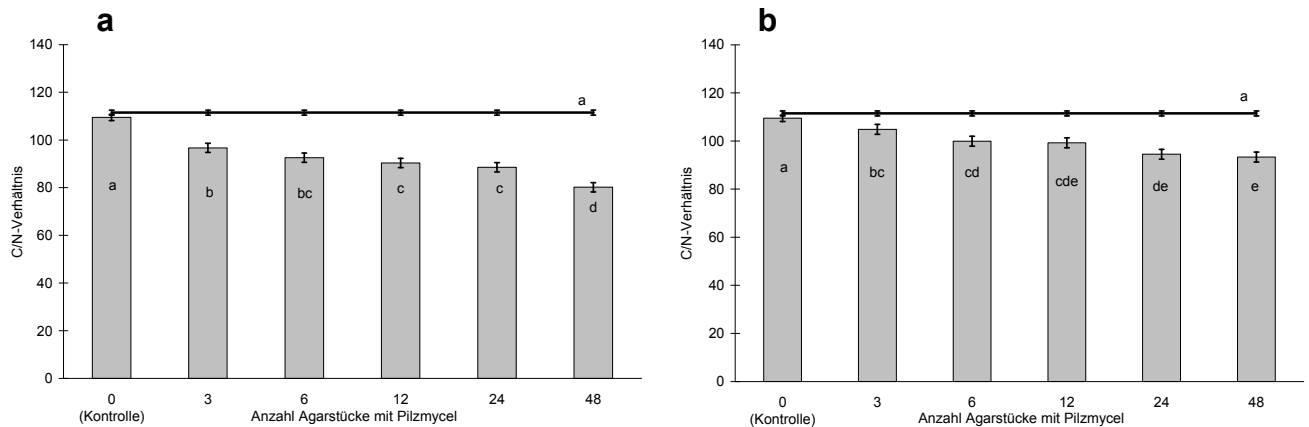 a
140
120
100
80
60
40
20
0
C/N-Verhältnis
a
a
b
bc
c
c
d
0 3 6 12 24 48
(Kontrolle)
Anzahl Agarstücke mit Pilzmycel
b
140
120
100
80
60
40
20
0
C/N-Verhältnis
a
a
bc
cd
cde
de
e
0 3 6 12 24 48
(Kontrolle)
Anzahl Agarstücke mit Pilzmycel